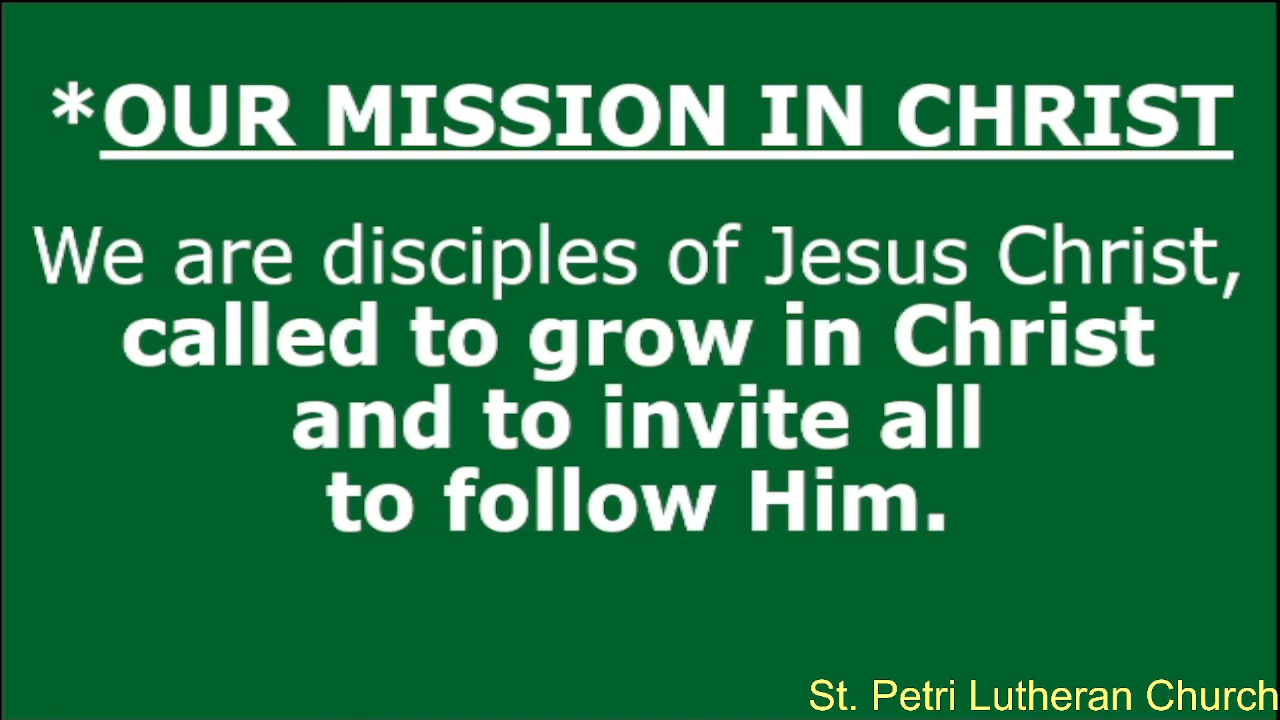 *OUR MISSION IN CHRIST
We are disciples of Jesus Christ,
called to grow in Christ
and to invite all
to follow Him.
St. Petri Lutheran Church